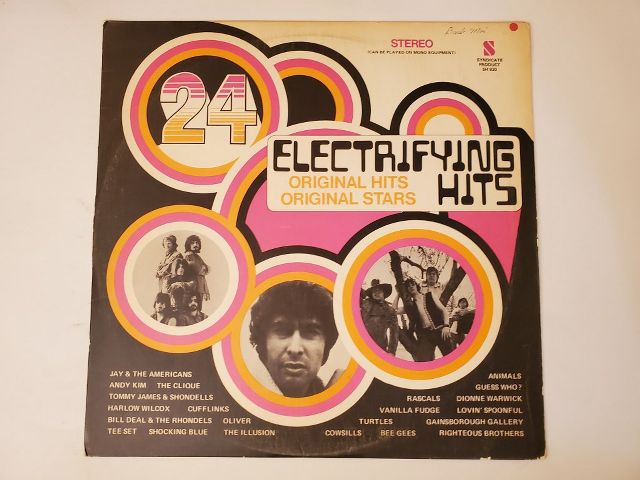 STEREO
(CAN BE PLAYED ON MONO EQUIPMENT)
S
SYNDICATE
PRODUCT
24
ELECTRIFYING
HITS
ORIGINAL HITS
ORIGINAL STARS
JAY & THE AMERICANS
ANDY KIM THE CLIQUE
TOMMY JAMES & SHONDELLS
HARLOW WILCOX CUFFLINKS
BILL DEAL & THE RHONDELS OLIVER
TEE SET SHOCKING BLUE THE ILLUSION
ANIMALS
GUESS WHO?
RASCALS DIONNE WARWICK
VANILLA FUDGE LOVIN' SPOONFUL
TURTLES GAINSBOROUGH GALLERY
COWSILLS BEE GEES RIGHTEOUS BROTHERS